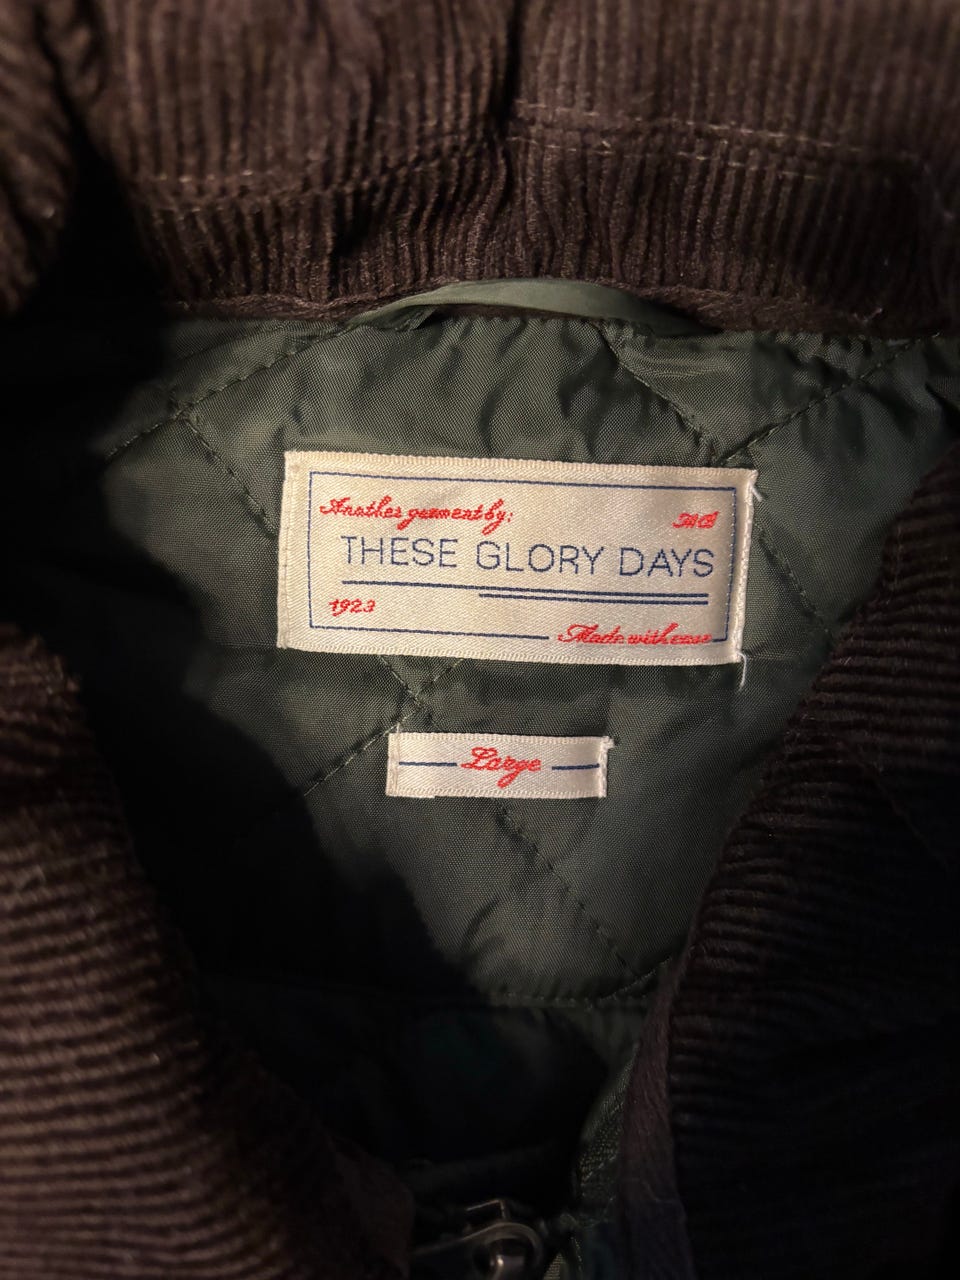 Another garment by:
THESE GLORY DAYS
1923
Made with ease
Large